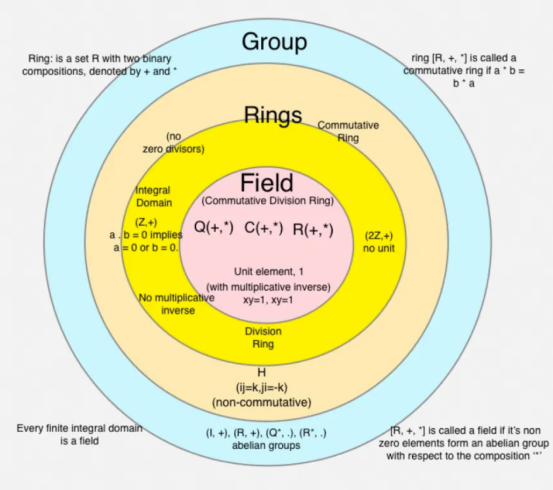 Group
Ring: is a set R with two binary
compositions, denoted by + and *
ring [R, +, *] is called a
commutative ring if a * b =
b * a
Rings
Commutative
Ring
(no
zero divisors)
Field
(Commutative Division Ring)
Integral
Domain
(Z,+)
a . b = 0 implies
a = 0 or b = 0.
Q(+,*) C(+,*) R(+,*)
(2Z,+)
no unit
Unit element, 1
(with multiplicative inverse)
xy=1, xy=1
No multiplicative
inverse
Division
Ring
H
(ij=k,ji=-k)
(non-commutative)
Every finite integral domain
is a field
(I, +), (R, +), (Q*, .), (R*, .)
abelian groups
[R, +, *] is called a field if it's non
zero elements form an abelian group
with respect to the composition '*'